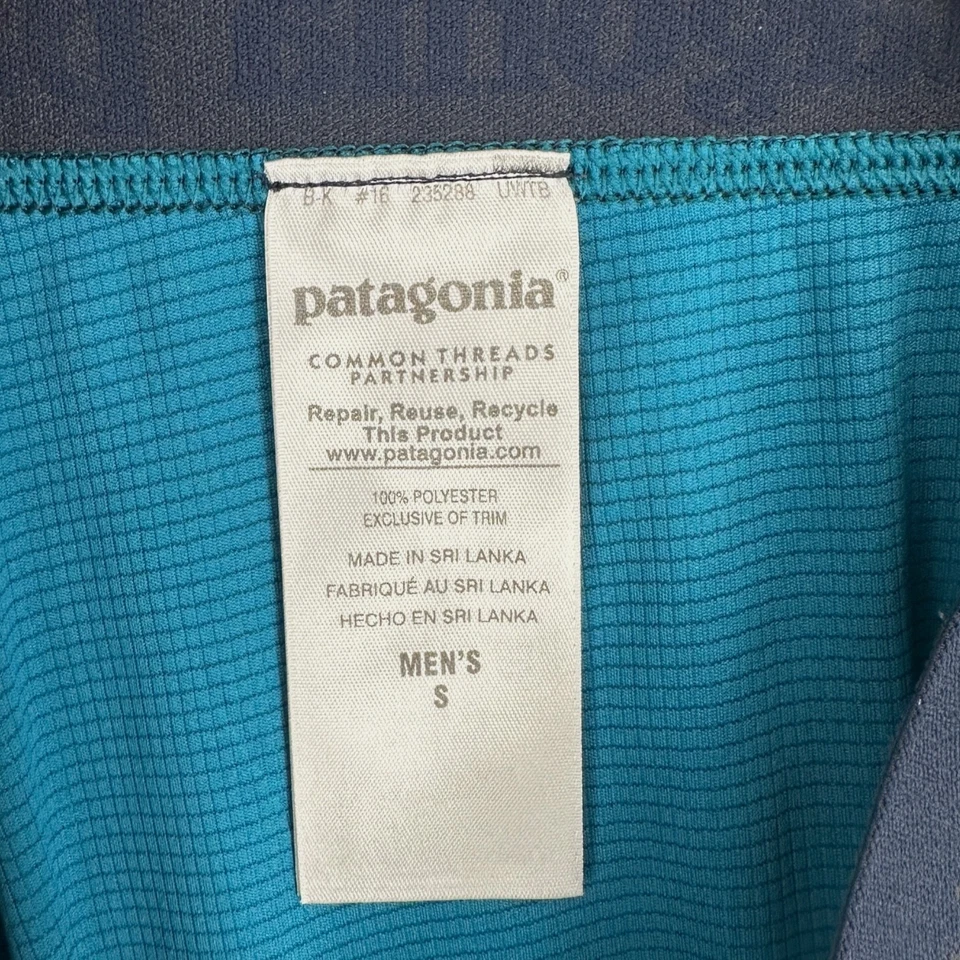 B-K #16 235288 UWTB
patagonia®
COMMON THREADS
PARTNERSHIP
Repair, Reuse, Recycle
This Product
www.patagonia.com
100% POLYESTER
EXCLUSIVE OF TRIM
MADE IN SRI LANKA
FABRIQUÉ AU SRI LANKA
HECHO EN SRI LANKA
MEN'S
S